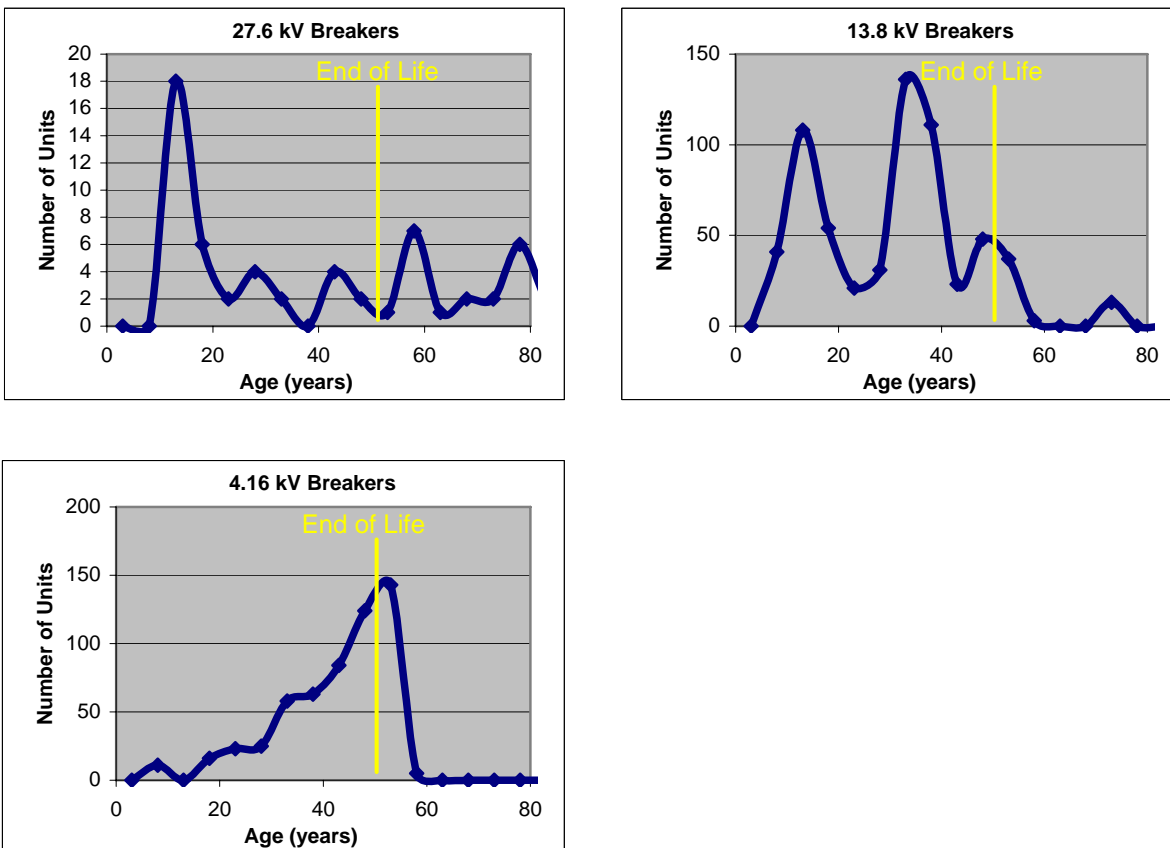 27.6 kV Breakers
End of Life
20
18
16
14
12
10
8
6
4
2
0
Number of Units
0 20 40 60 80
Age (years)
13.8 kV Breakers
End of Life
150
100
50
0
Number of Units
0 20 40 60 80
Age (years)
4.16 kV Breakers
End of Life
200
150
100
50
0
Number of Units
0 20 40 60 80
Age (years)